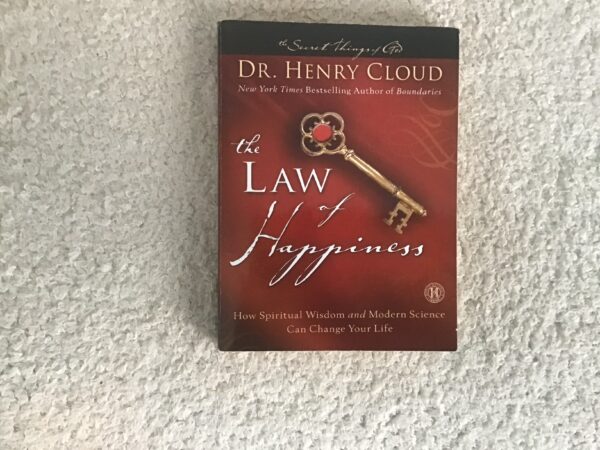 the Secret Things of God
DR. HENRY CLOUD
New York Times Bestselling Author of Boundaries
the
LAW
of
Happiness
How Spiritual Wisdom and Modern Science
Can Change Your Life